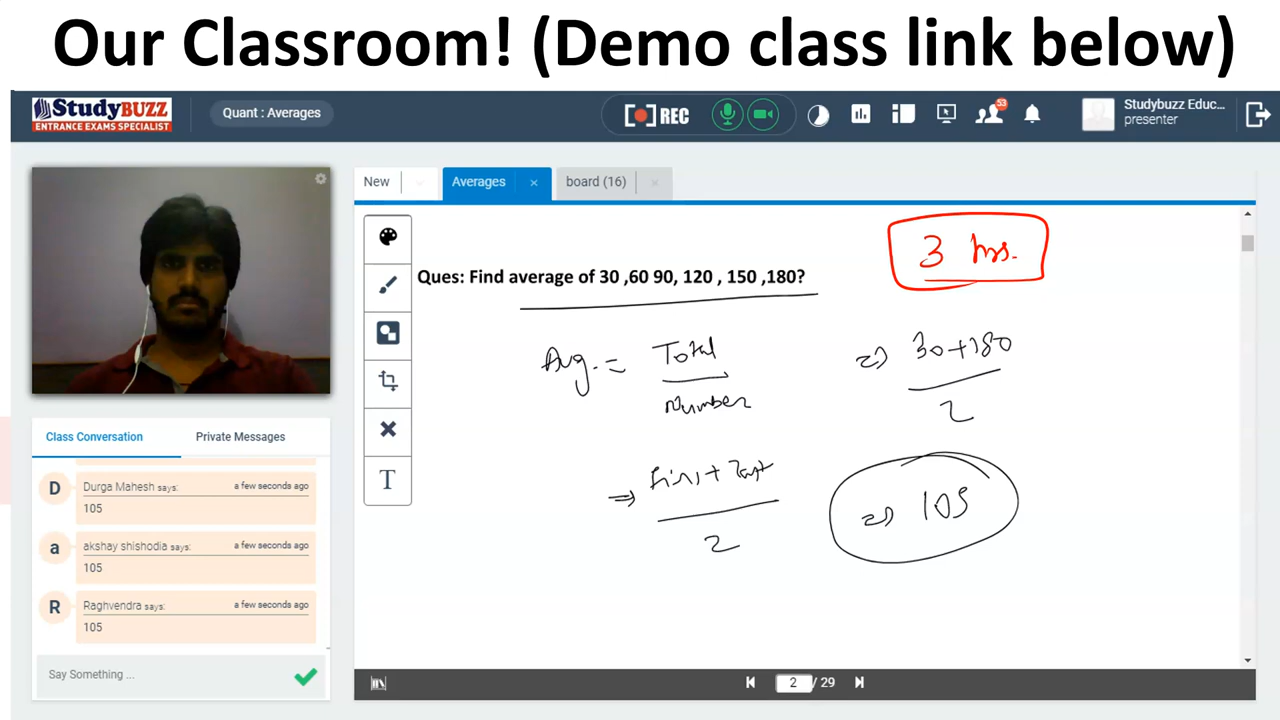 Our Classroom! (Demo class link below)
StudyBUZZ
ENTRANCE EXAMS SPECIALIST
Quant : Averages
REC
53
Studybuzz Educ...
presenter
New
Averages
board (16)
3 hrs.
Ques: Find average of 30 ,60 90, 120 , 150 ,180?
Avg. = Total
Number
=> 30+180
2
=> First + Last
2
=> 105
Class Conversation
Private Messages
D
Durga Mahesh says:
a few seconds ago
105
a
akshay shishodia says:
a few seconds ago
105
R
Raghvendra says:
a few seconds ago
105
Say Something ...
T
2 / 29